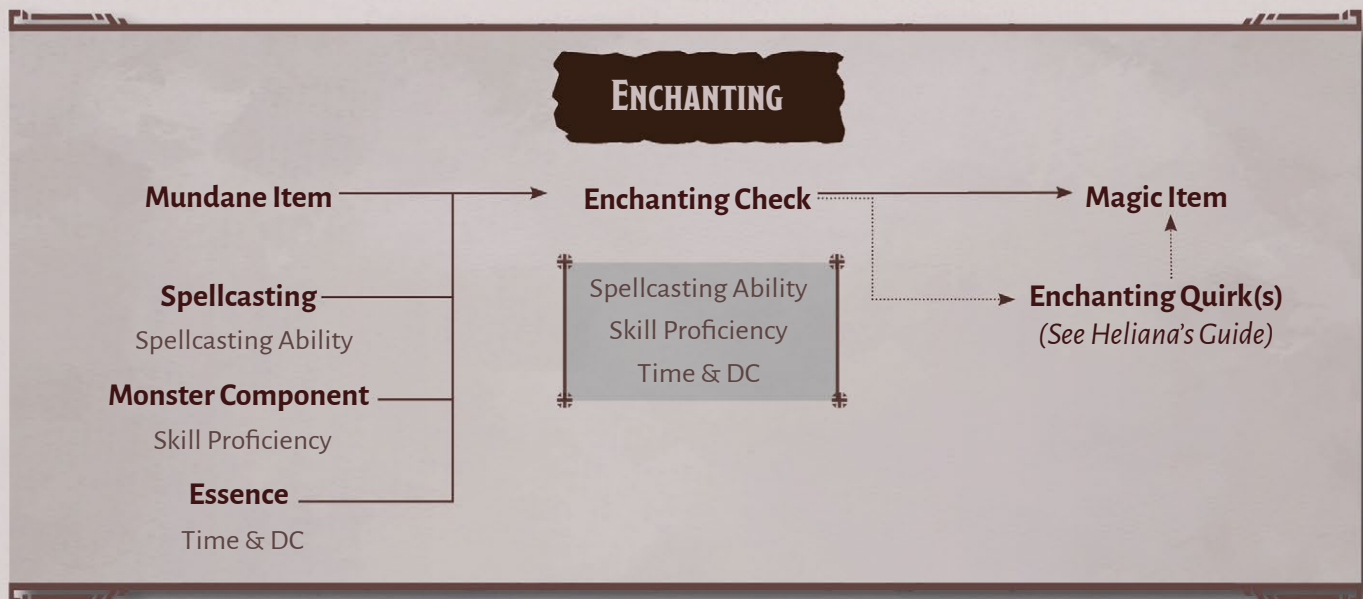 Enchanting
Mundane Item
Enchanting Check
Magic Item
Spellcasting
Spellcasting Ability
Monster Component
Skill Proficiency
Essence
Time & DC
Spellcasting Ability
Skill Proficiency
Time & DC
Enchanting Quirk(s)
(See Heliana's Guide)